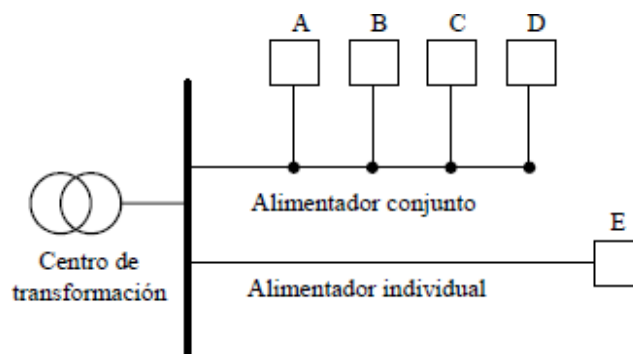 A B C D
Alimentador conjunto
E
Centro de
transformación
Alimentador individual